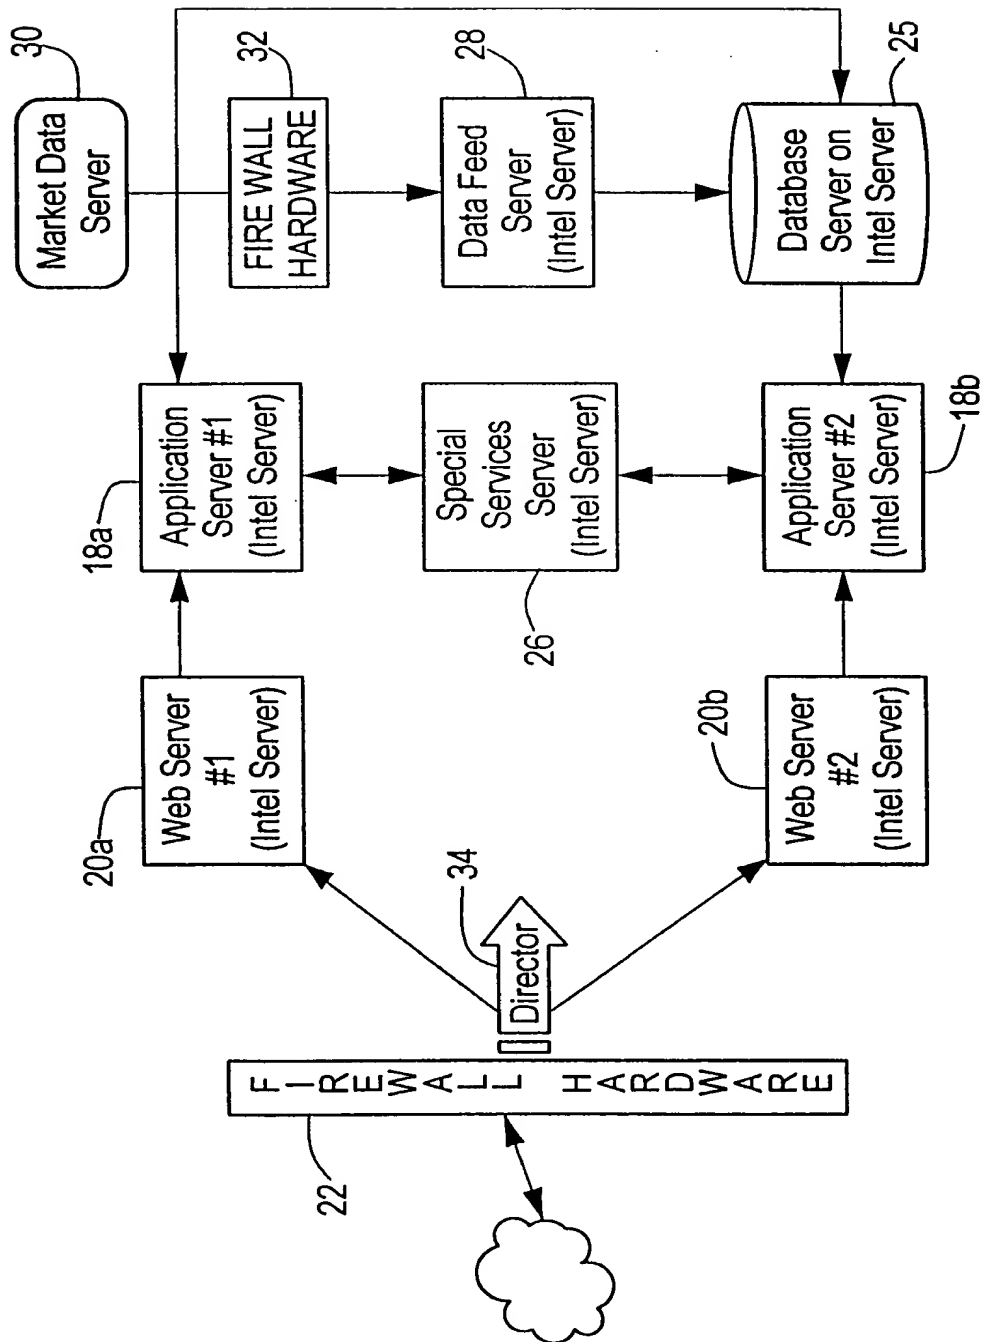 30
Market Data
Server
32
FIRE WALL
HARDWARE
28
Data Feed
Server
(Intel Server)
25
Database
Server on
Intel Server
18a
Application
Server #1
(Intel Server)
Special
Services
Server
(Intel Server)
26
Application
Server #2
(Intel Server)
18b
20a
Web Server
#1
(Intel Server)
20b
Web Server
#2
(Intel Server)
34
Director
22
FIREWALL HARDWARE